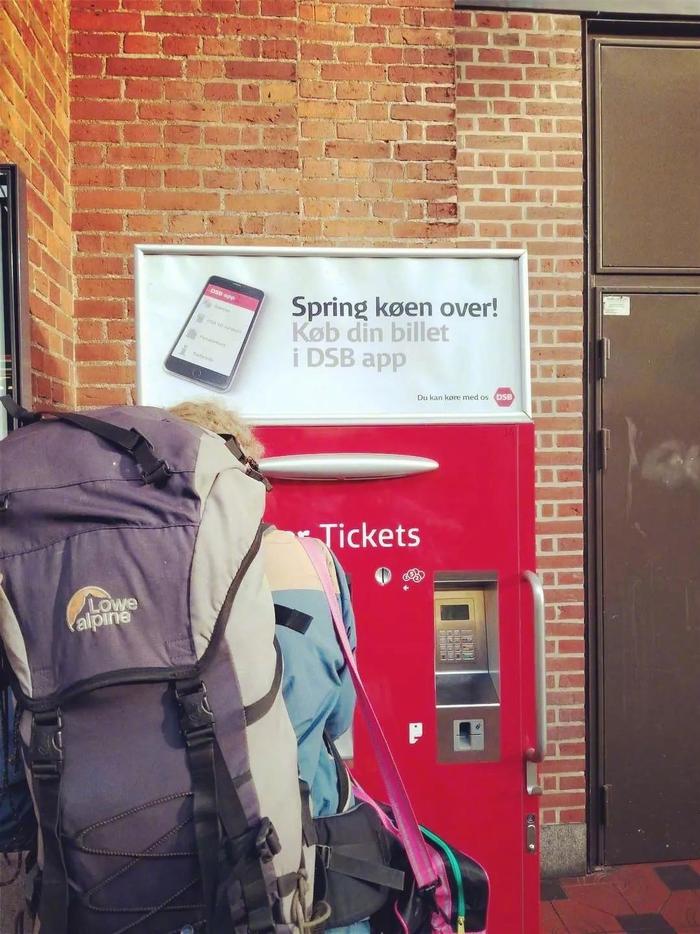 DSB app
Spring køen over!
Køb din billet
i DSB app
Du kan køre med os DSB
Tickets
Lowe
alpine